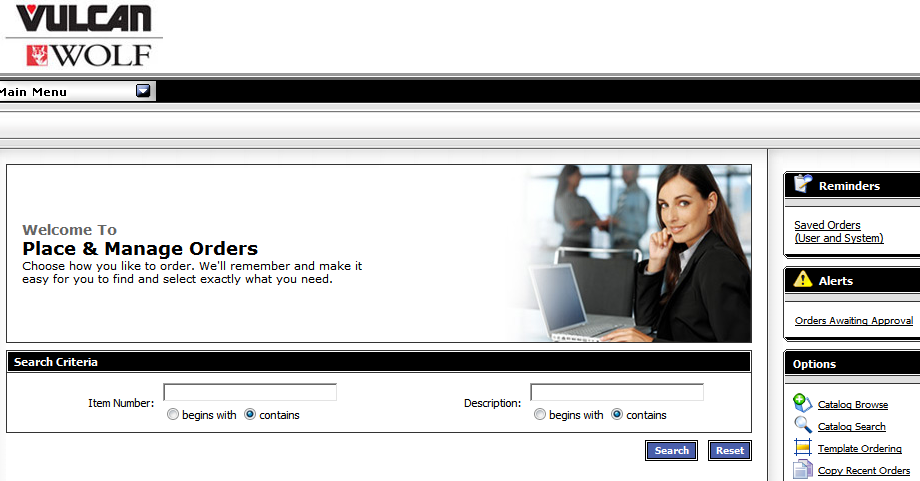 VULCAN
WOLF
Main Menu
Welcome To
Place & Manage Orders
Choose how you like to order. We'll remember and make it
easy for you to find and select exactly what you need.
Search Criteria
Item Number:
begins with contains
Description:
begins with contains
Search Reset
Reminders
Saved Orders
(User and System)
Alerts
Orders Awaiting Approval
Options
Catalog Browse
Catalog Search
Template Ordering
Copy Recent Orders